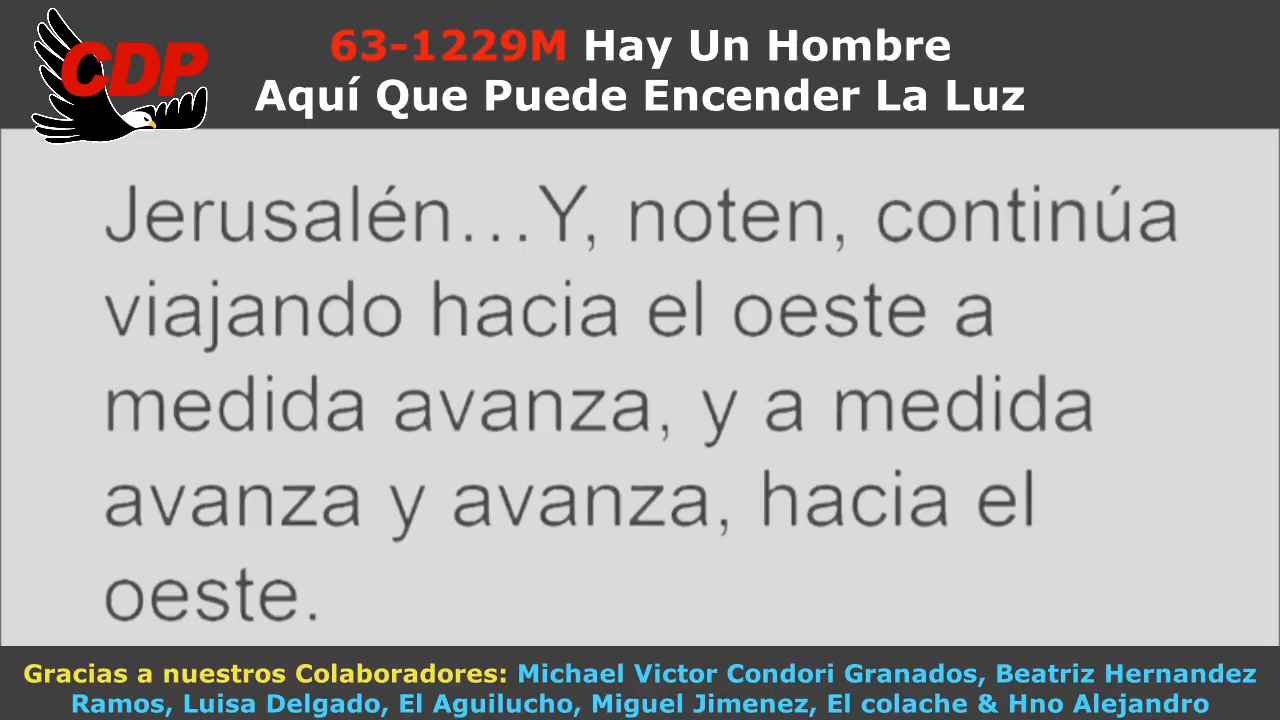 CDP
63-1229M Hay Un Hombre
Aquí Que Puede Encender La Luz
Jerusalén...Y, noten, continúa
viajando hacia el oeste a
medida avanza, y a medida
avanza y avanza, hacia el
oeste.
Gracias a nuestros Colaboradores: Michael Victor Condori Granados, Beatriz Hernandez
Ramos, Luisa Delgado, El Aguilucho, Miguel Jimenez, El colache & Hno Alejandro